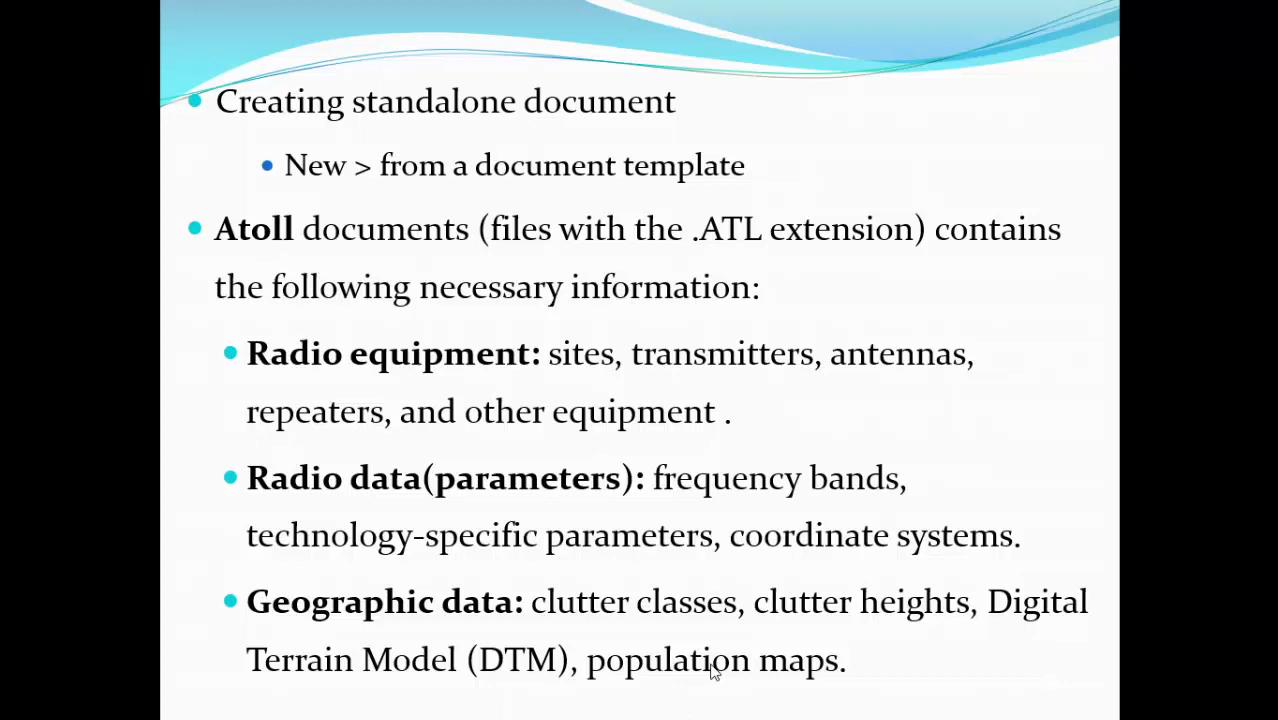 Creating standalone document
New > from a document template
Atoll documents (files with the .ATL extension) contains
the following necessary information:
Radio equipment: sites, transmitters, antennas,
repeaters, and other equipment .
Radio data(parameters): frequency bands,
technology-specific parameters, coordinate systems.
Geographic data: clutter classes, clutter heights, Digital
Terrain Model (DTM), population maps.